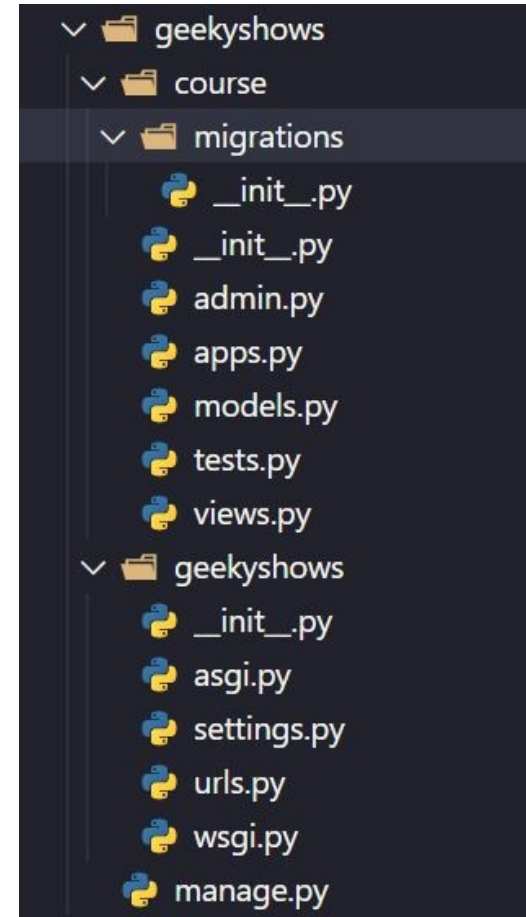 geekyshows
course
migrations
__init__.py
__init__.py
admin.py
apps.py
models.py
tests.py
views.py
geekyshows
__init__.py
asgi.py
settings.py
urls.py
wsgi.py
manage.py